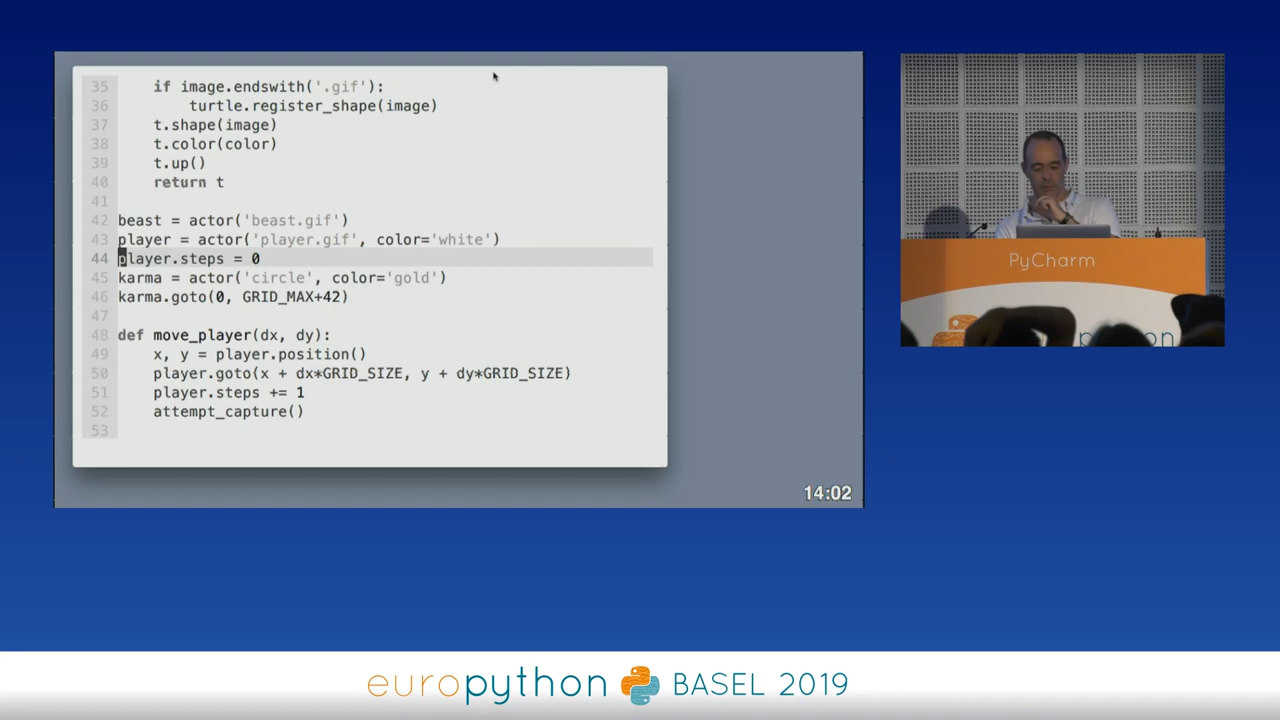 35     if image.endswith('.gif'):
36         turtle.register_shape(image)
37     t.shape(image)
38     t.color(color)
39     t.up()
40     return t
41
42 beast = actor('beast.gif')
43 player = actor('player.gif', color='white')
44 player.steps = 0
45 karma = actor('circle', color='gold')
46 karma.goto(0, GRID_MAX+42)
47
48 def move_player(dx, dy):
49     x, y = player.position()
50     player.goto(x + dx*GRID_SIZE, y + dy*GRID_SIZE)
51     player.steps += 1
52     attempt_capture()
53
14:02
PyCharm
europython BASEL 2019